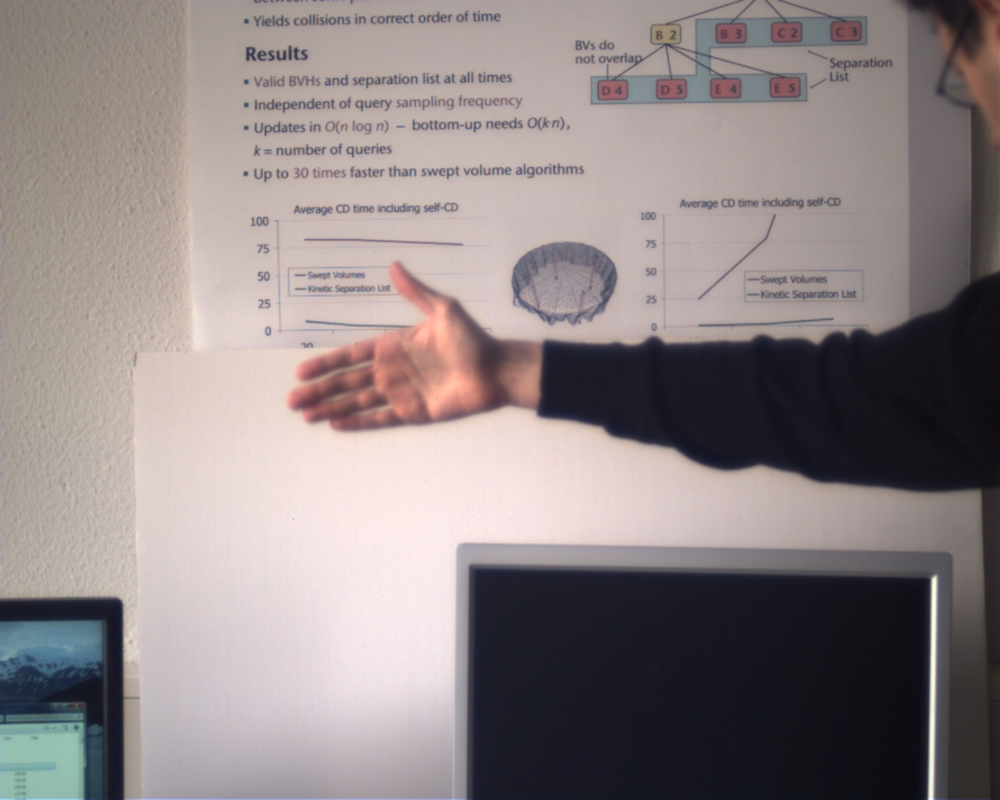 ▪ Yields collisions in correct order of time
Results
▪ Valid BVHs and separation list at all times
▪ Independent of query sampling frequency
▪ Updates in O(n log n) – bottom-up needs O(k·n),
k = number of queries
▪ Up to 30 times faster than swept volume algorithms
B 2
B 3
C 2
C 3
BVs do
not overlap
Separation
List
D 4
D 5
E 4
E 5
Average CD time including self-CD
100
75
50
25
0
Swept Volumes
Kinetic Separation List
20
Average CD time including self-CD
100
75
50
25
0
Swept Volumes
Kinetic Separation List